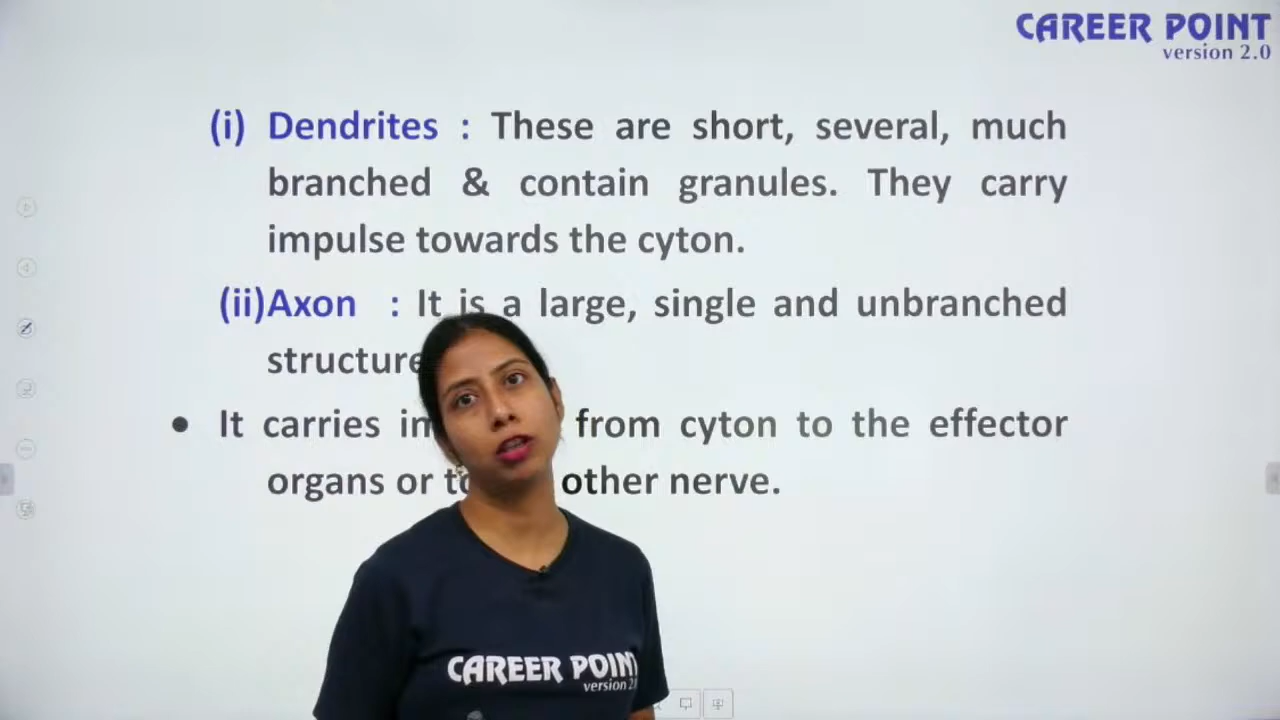 CAREER POINT
version 2.0
(i) Dendrites : These are short, several, much
branched & contain granules. They carry
impulse towards the cyton.
(ii)Axon : It is a large, single and unbranched
structure
• It carries from cyton to the effector
organs or other nerve.
CAREER POINT
version 2.